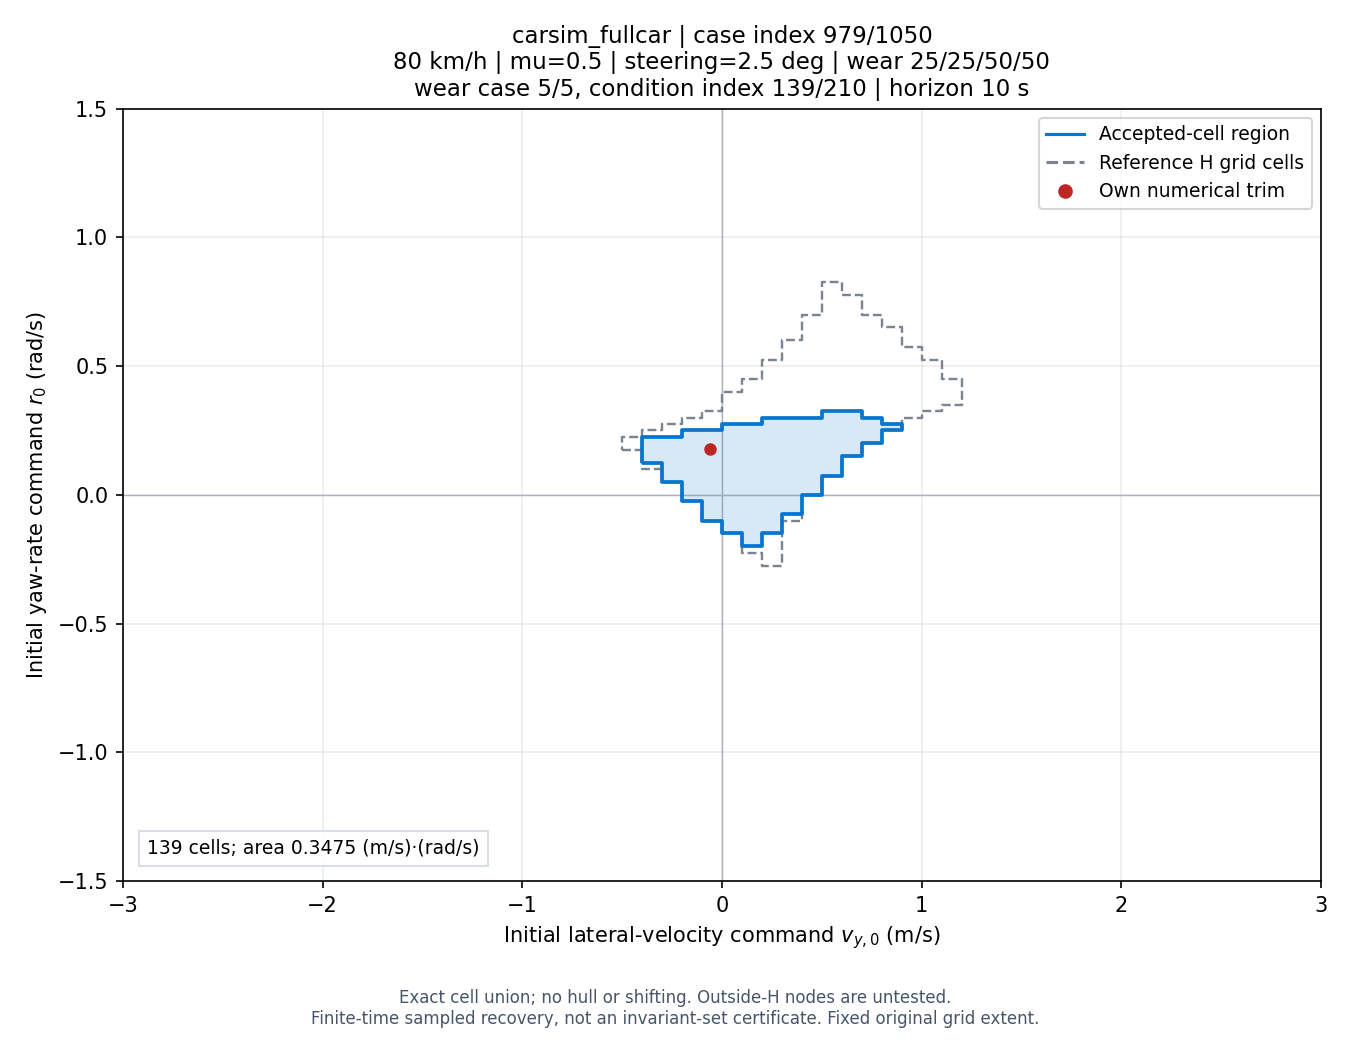 carsim_fullcar | case index 979/1050
80 km/h | mu=0.5 | steering=2.5 deg | wear 25/25/50/50
wear case 5/5, condition index 139/210 | horizon 10 s
Accepted-cell region
Reference H grid cells
Own numerical trim
1.5
1.0
0.5
0.0
−0.5
−1.0
−1.5
Initial yaw-rate command r0 (rad/s)
139 cells; area 0.3475 (m/s)·(rad/s)
−3
−2
−1
0
1
2
3
Initial lateral-velocity command vy,0 (m/s)
Exact cell union; no hull or shifting. Outside-H nodes are untested.
Finite-time sampled recovery, not an invariant-set certificate. Fixed original grid extent.